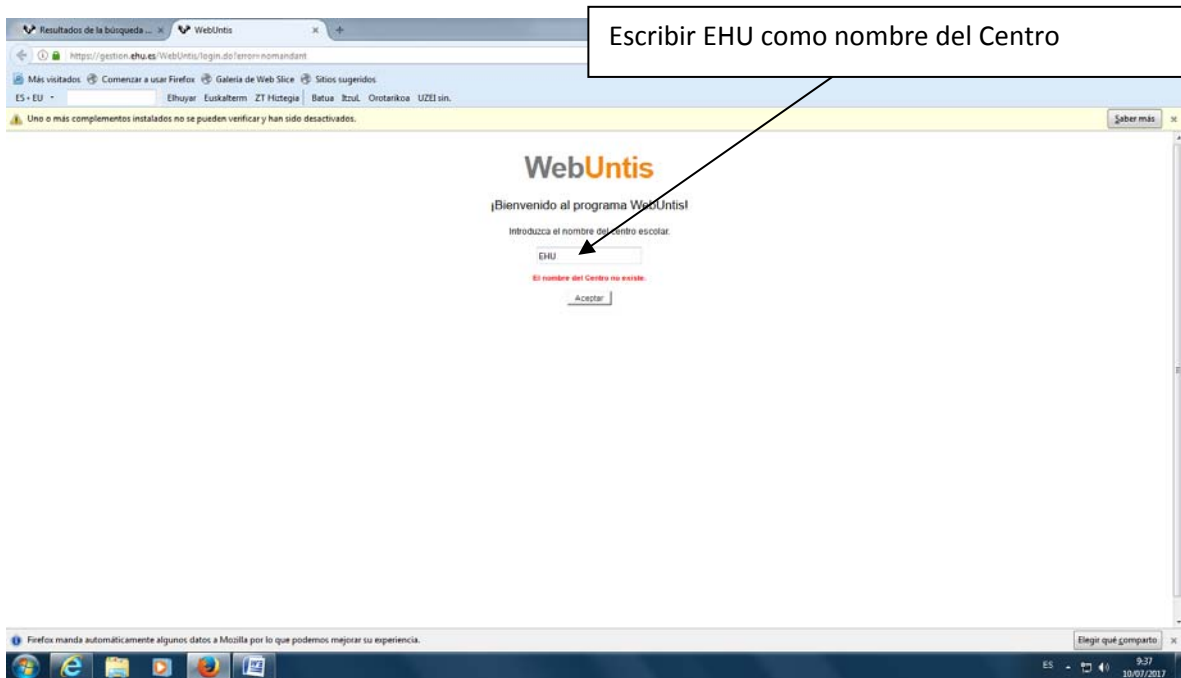 Escribir EHU como nombre del Centro
Resultados de la búsqueda ... ×
WebUntis ×
https://gestion.ehu.es/WebUntis/login.do?error=nomandant
Más visitados Comenzar a usar Firefox Galería de Web Slice Sitios sugeridos
ES + EU Elhuyar Euskalterm ZT Hiztegia Batua Itzul. Orotarikoa UZEI sin.
Uno o más complementos instalados no se pueden verificar y han sido desactivados.
Saber más ×
WebUntis
¡Bienvenido al programa WebUntis!
Introduzca el nombre del centro escolar.
EHU
El nombre del Centro no existe.
Aceptar
Firefox manda automáticamente algunos datos a Mozilla por lo que podemos mejorar su experiencia.
Elegir qué comparto ×
ES
9:37
10/07/2017